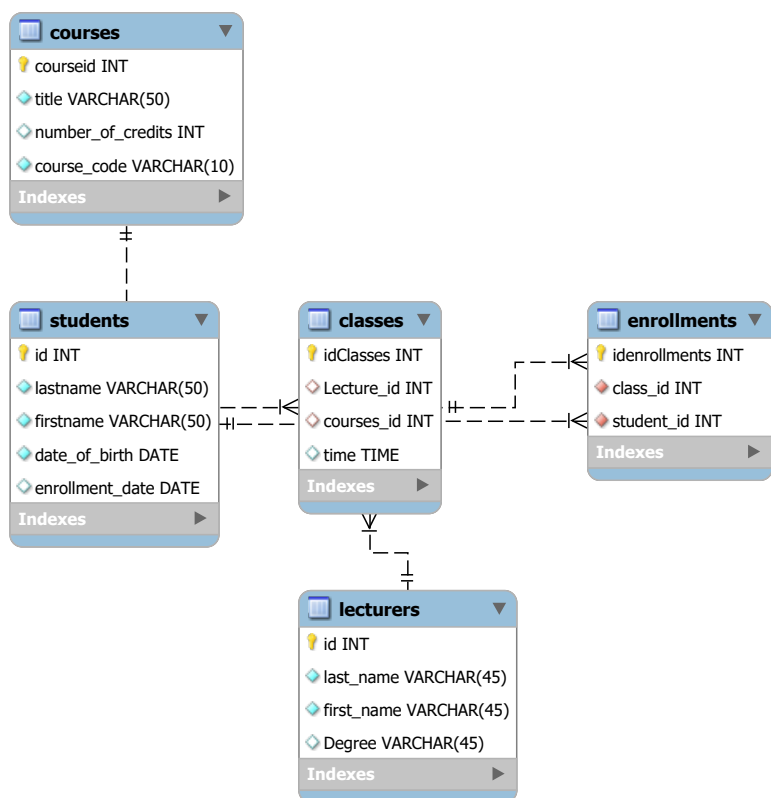 courses
courseid INT
title VARCHAR(50)
number_of_credits INT
course_code VARCHAR(10)
Indexes
students
id INT
lastname VARCHAR(50)
firstname VARCHAR(50)
date_of_birth DATE
enrollment_date DATE
Indexes
classes
idClasses INT
Lecture_id INT
courses_id INT
time TIME
Indexes
enrollments
idenrollments INT
class_id INT
student_id INT
Indexes
lecturers
id INT
last_name VARCHAR(45)
first_name VARCHAR(45)
Degree VARCHAR(45)
Indexes